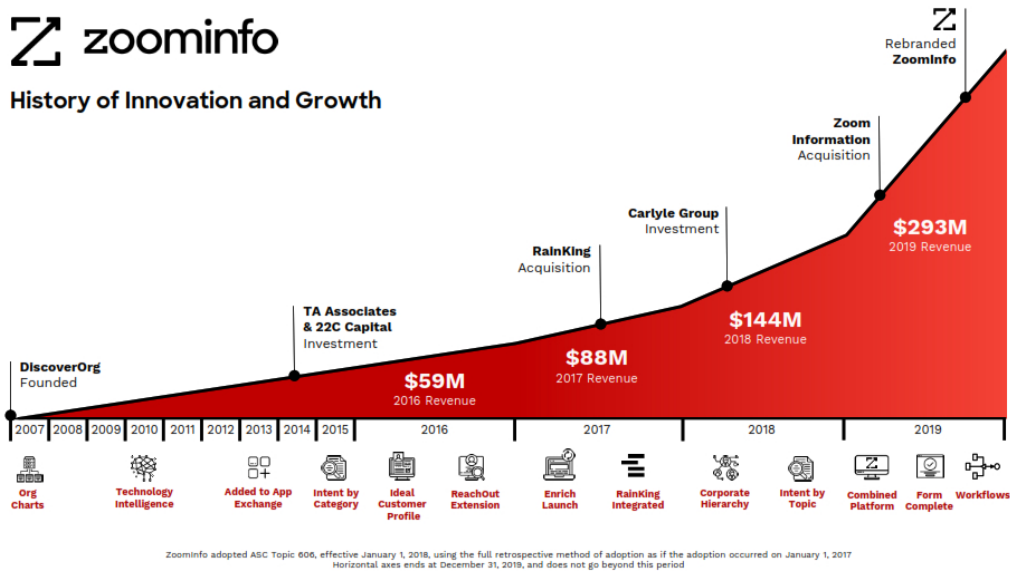 zoominfo
History of Innovation and Growth
Rebranded
ZoomInfo
Zoom
Information
Acquisition
Carlyle Group
Investment
RainKing
Acquisition
TA Associates
& 22C Capital
Investment
DiscoverOrg
Founded
$59M
2016 Revenue
$88M
2017 Revenue
$144M
2018 Revenue
$293M
2019 Revenue
2007 2008 2009 2010 2011 2012 2013 2014 2015 2016 2017 2018 2019
Org
Charts
Technology
Intelligence
Added to App
Exchange
Intent by
Category
Ideal
Customer
Profile
ReachOut
Extension
Enrich
Launch
RainKing
Integrated
Corporate
Hierarchy
Intent by
Topic
Combined
Platform
Form
Complete
Workflows
ZoomInfo adopted ASC Topic 606, effective January 1, 2018, using the full retrospective method of adoption as if the adoption occurred on January 1, 2017
Horizontal axes ends at December 31, 2019, and does not go beyond this period